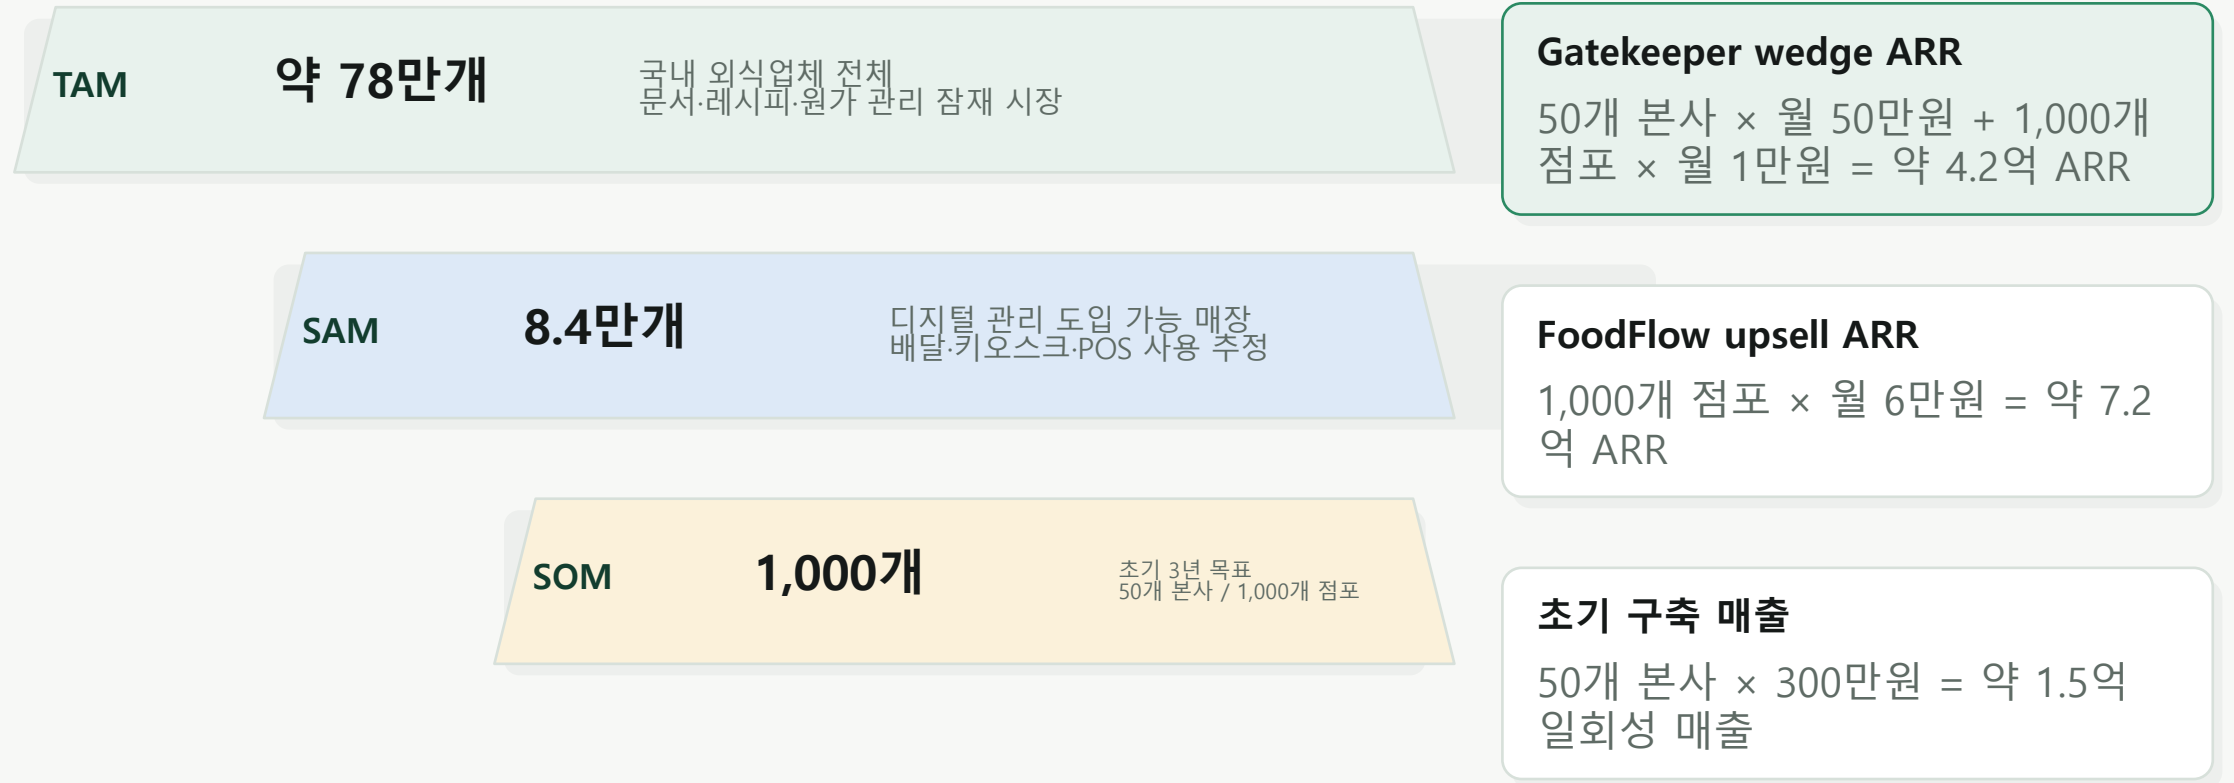 TAM
약 78만개
국내 외식업체 전체
문서·레시피·원가 관리 잠재 시장
SAM
8.4만개
디지털 관리 도입 가능 매장
배달·키오스크·POS 사용 추정
SOM
1,000개
초기 3년 목표
50개 본사 / 1,000개 점포
Gatekeeper wedge ARR
50개 본사 × 월 50만원 + 1,000개
점포 × 월 1만원 = 약 4.2억 ARR
FoodFlow upsell ARR
1,000개 점포 × 월 6만원 = 약 7.2
억 ARR
초기 구축 매출
50개 본사 × 300만원 = 약 1.5억
일회성 매출